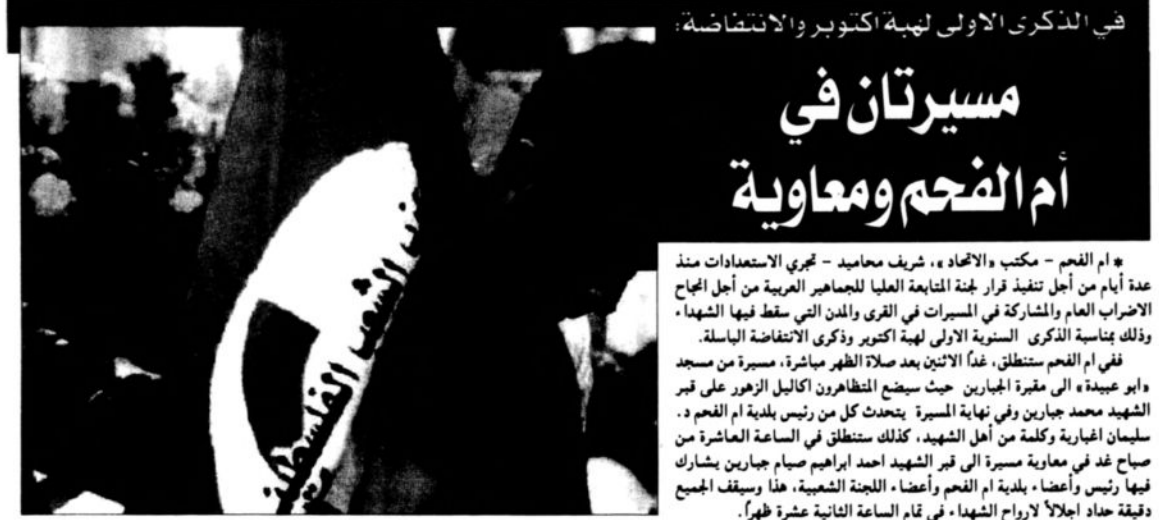 في الذكرى الاولى لهبة اكتوبر والانتفاضة:
مسيرتان في
أم الفحم ومعاوية
* ام الفحم - مكتب «الاتحاد»، شريف محاميد - تجري الاستعدادات منذ
عدة أيام من أجل تنفيذ قرار لجنة المتابعة العليا للجماهير العربية من أجل انجاح
الاضراب العام والمشاركة في المسيرات في القرى والمدن التي سقط فيها الشهداء
وذلك بمناسبة الذكرى السنوية الاولى لهبة اكتوبر وذكرى الانتفاضة الباسلة.
ففي ام الفحم ستنطلق، غداً الاثنين بعد صلاة الظهر مباشرة، مسيرة من مسجد
«ابو عبيدة» الى مقبرة الجبارين حيث سيضع المتظاهرون اكاليل الزهور على قبر
الشهيد محمد جبارين وفي نهاية المسيرة يتحدث كل من رئيس بلدية ام الفحم د.
سليمان اغبارية وكلمة من أهل الشهيد، كذلك ستنطلق في الساعة العاشرة من
صباح غد في معاوية مسيرة الى قبر الشهيد احمد ابراهيم صيام جبارين يشارك
فيها رئيس وأعضاء بلدية ام الفحم وأعضاء اللجنة الشعبية، هذا وسيقف الجميع
دقيقة حداد اجلالاً لارواح الشهداء في تمام الساعة الثانية عشرة ظهراً.
الشعب